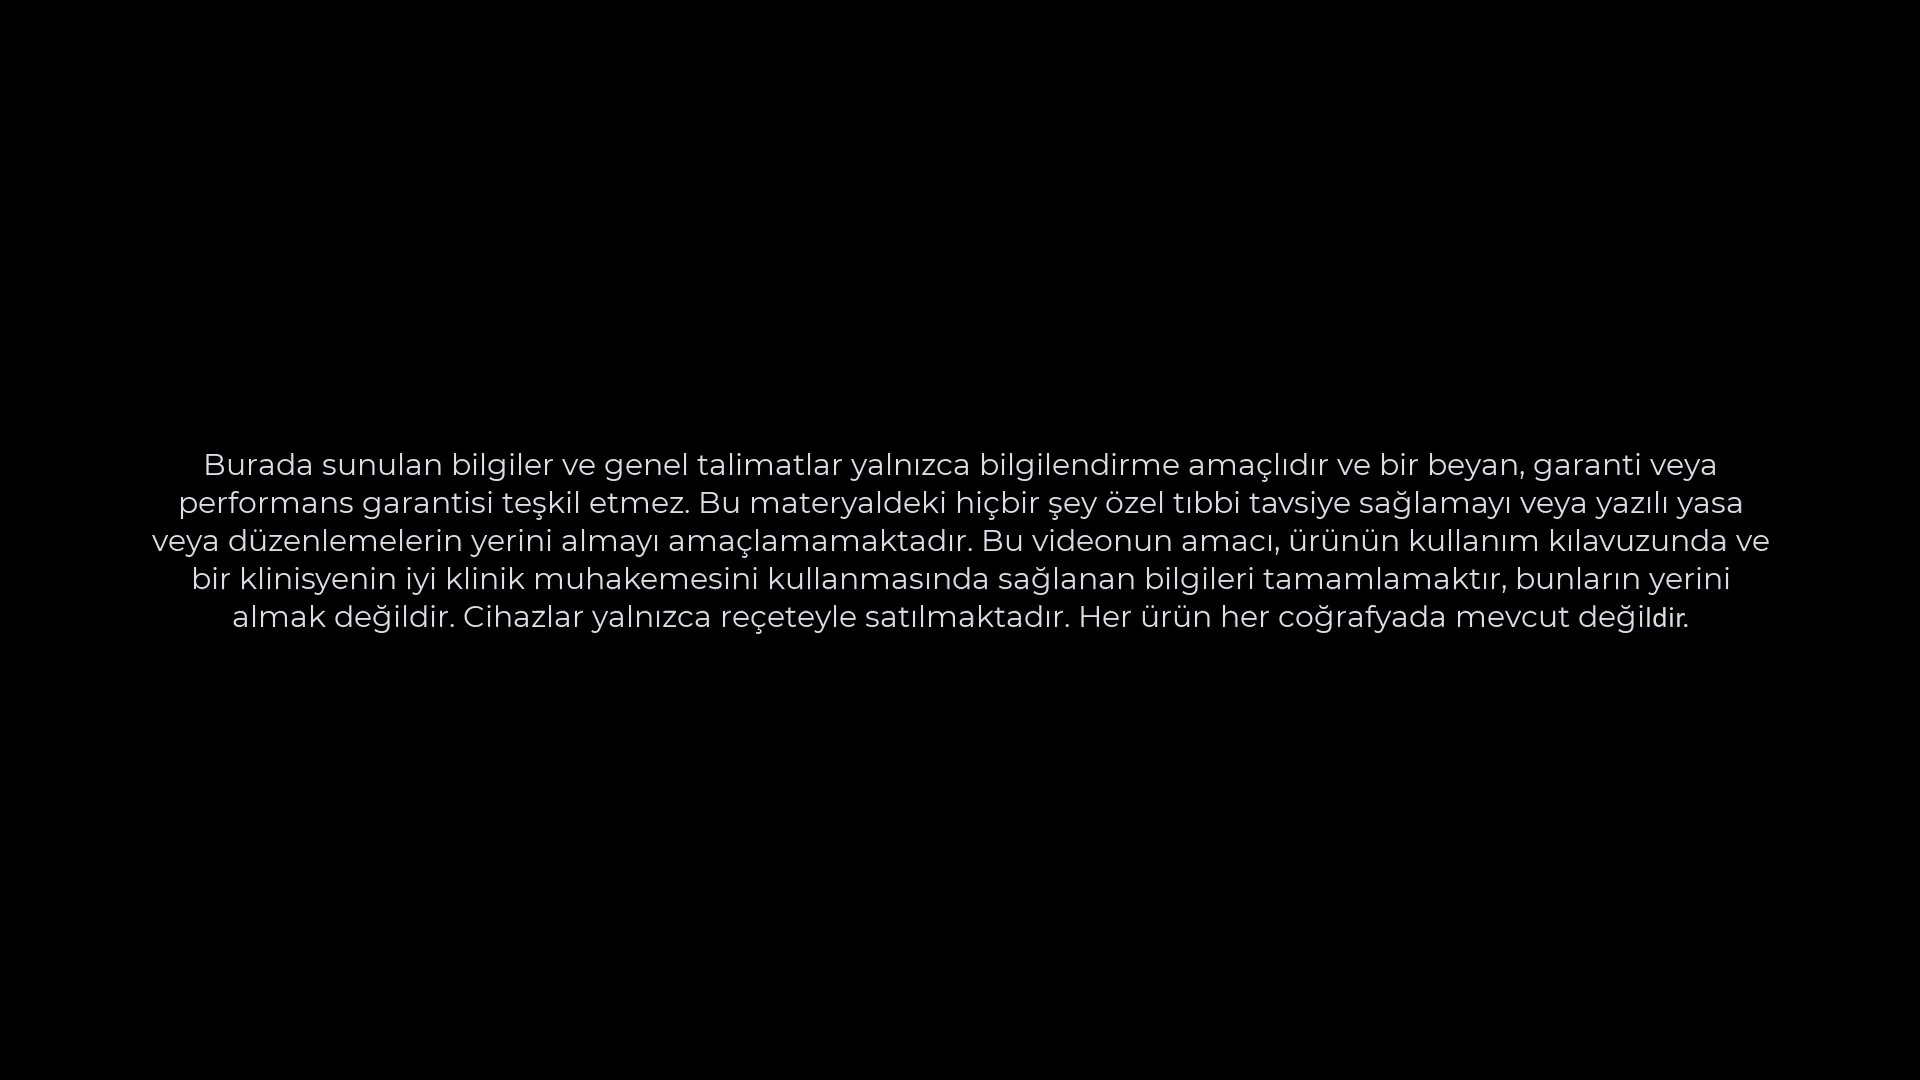 Burada sunulan bilgiler ve genel talimatlar yalnızca bilgilendirme amaçlıdır ve bir beyan, garanti veya
performans garantisi teşkil etmez. Bu materyaldeki hiçbir şey özel tıbbi tavsiye sağlamayı veya yazılı yasa
veya düzenlemelerin yerini almayı amaçlamamaktadır. Bu videonun amacı, ürünün kullanım kılavuzunda ve
bir klinisyenin iyi klinik muhakemesini kullanmasında sağlanan bilgileri tamamlamaktır, bunların yerini
almak değildir. Cihazlar yalnızca reçeteyle satılmaktadır. Her ürün her coğrafyada mevcut değildir.